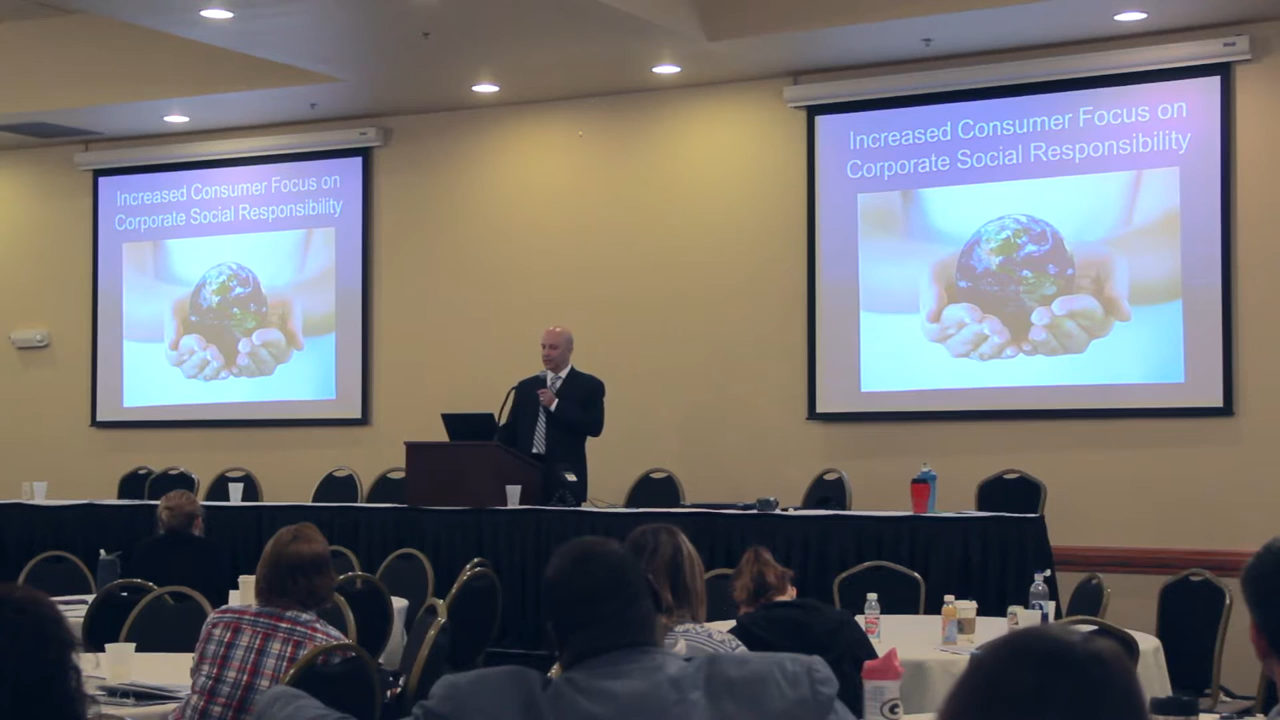 Increased Consumer Focus on
Corporate Social Responsibility
Increased Consumer Focus on
Corporate Social Responsibility
G